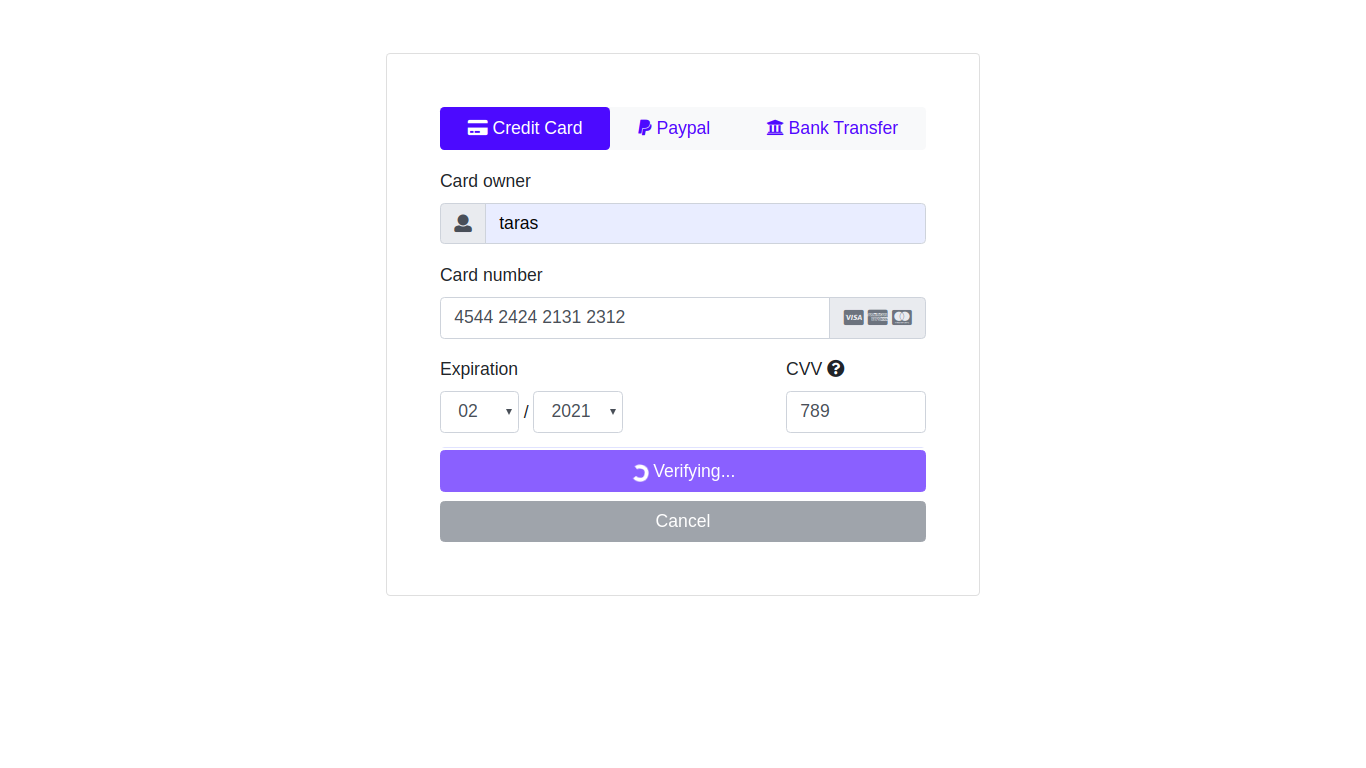 Credit Card Paypal Bank Transfer
Card owner
taras
Card number
4544 2424 2131 2312 VISA
Expiration CVV
02 / 2021 789
Verifying...
Cancel